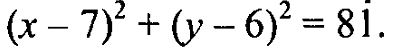 (x – 7)² + (y – 6)² = 81.